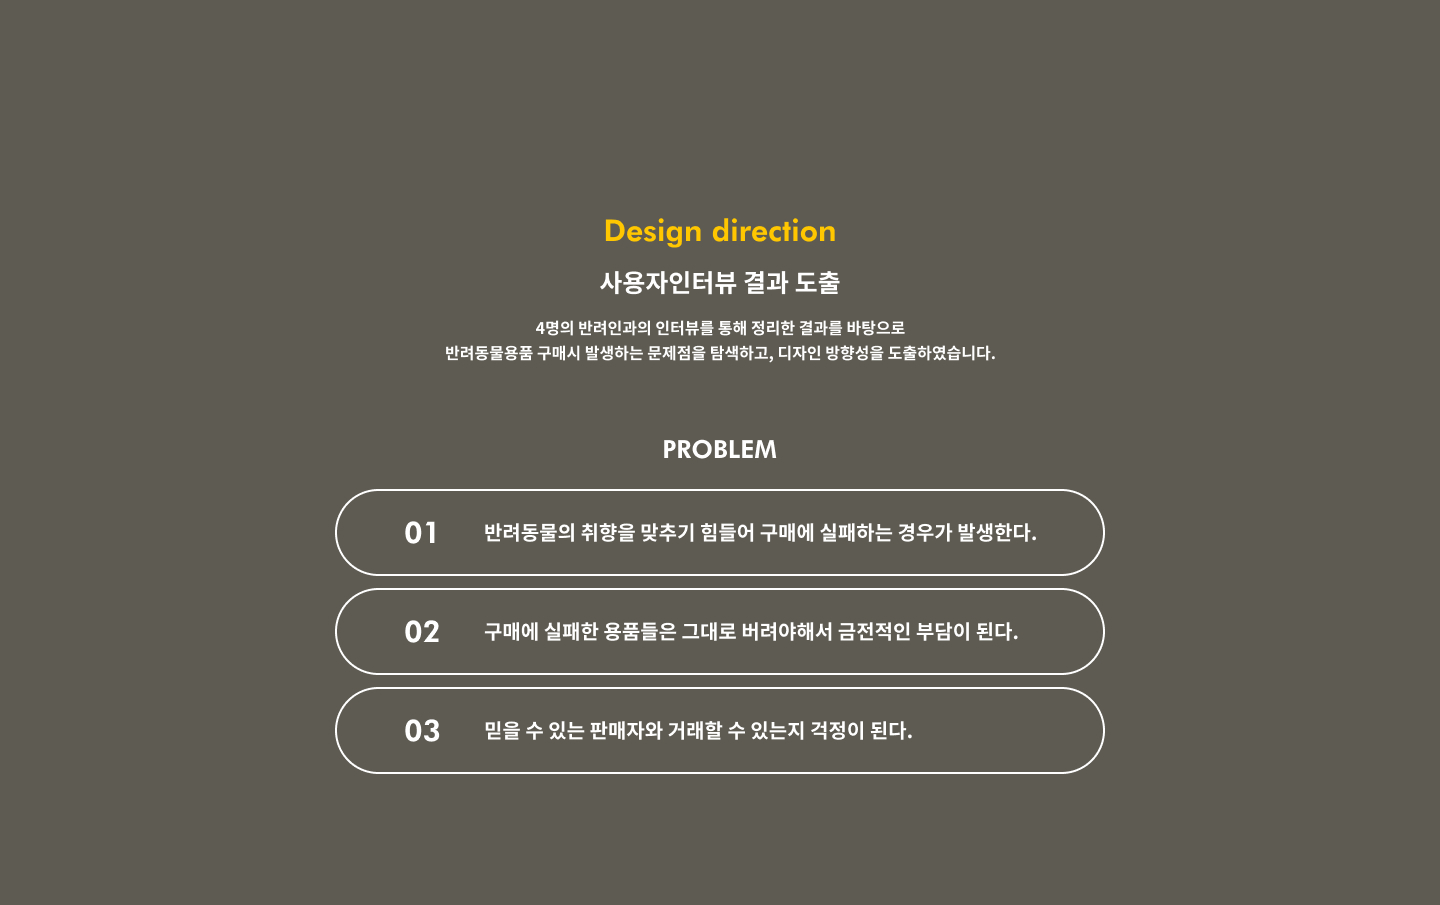 Design direction
사용자인터뷰 결과 도출
4명의 반려인과의 인터뷰를 통해 정리한 결과를 바탕으로
반려동물용품 구매시 발생하는 문제점을 탐색하고, 디자인 방향성을 도출하였습니다.
PROBLEM
01 반려동물의 취향을 맞추기 힘들어 구매에 실패하는 경우가 발생한다.
02 구매에 실패한 용품들은 그대로 버려야해서 금전적인 부담이 된다.
03 믿을 수 있는 판매자와 거래할 수 있는지 걱정이 된다.